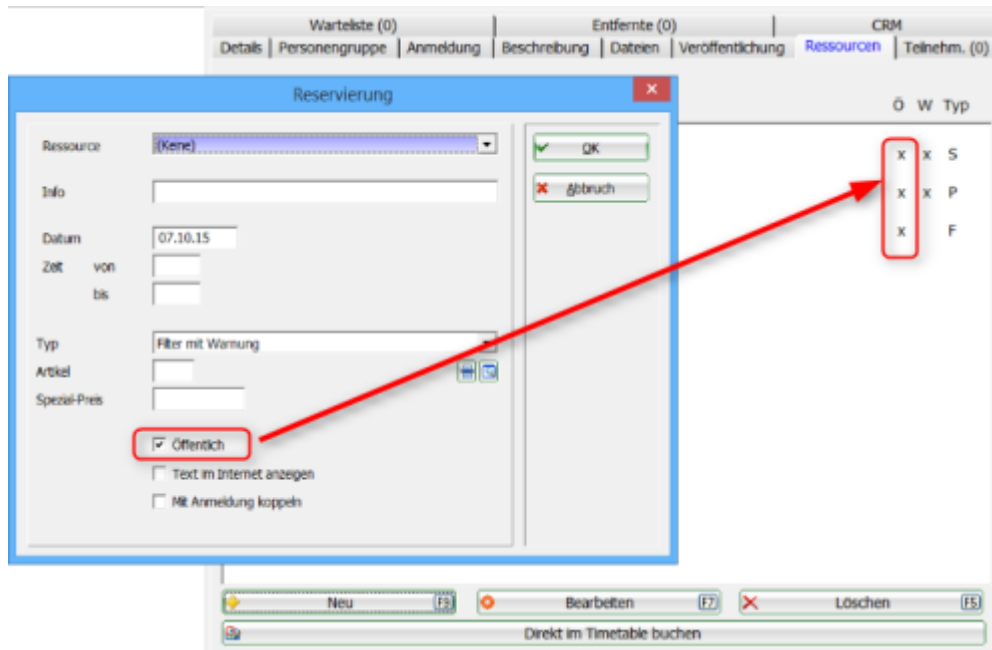 Warteliste (0) Entfernte (0) CRM
Details Personengruppe Anmeldung Beschreibung Dateien Veröffentlichung Ressourcen Teilnehm. (0)
Reservierung
Ö W Typ
Ressource (Keine) OK
x x S
Info Abbruch
x x P
Datum 07.10.15
x F
Zeit von
bis
Typ Filter mit Warnung
Artikel
Spezial-Preis
Öffentlich
Text im Internet anzeigen
Mit Anmeldung koppeln
Neu F9 Bearbeiten F7 Löschen F5
Direkt im Timetable buchen